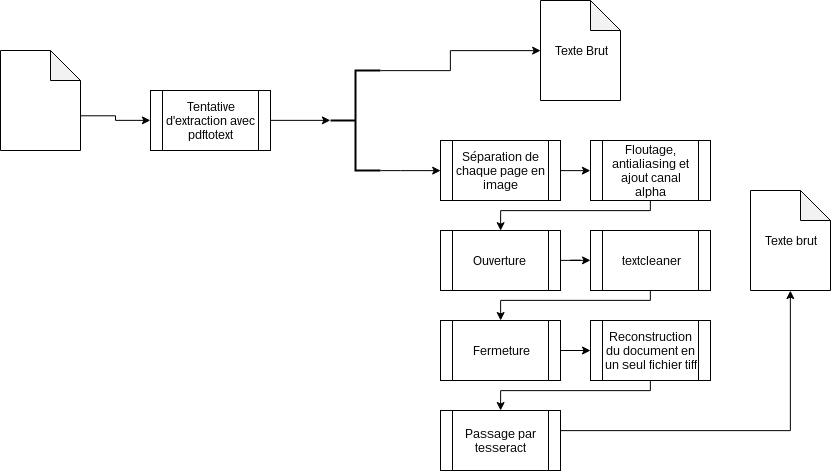 Texte Brut
Tentative
d'extraction avec
pdftotext
Séparation de
chaque page en
image
Floutage,
antialiasing et
ajout canal
alpha
Texte brut
Ouverture
textcleaner
Fermeture
Reconstruction
du document en
un seul fichier tiff
Passage par
tesseract